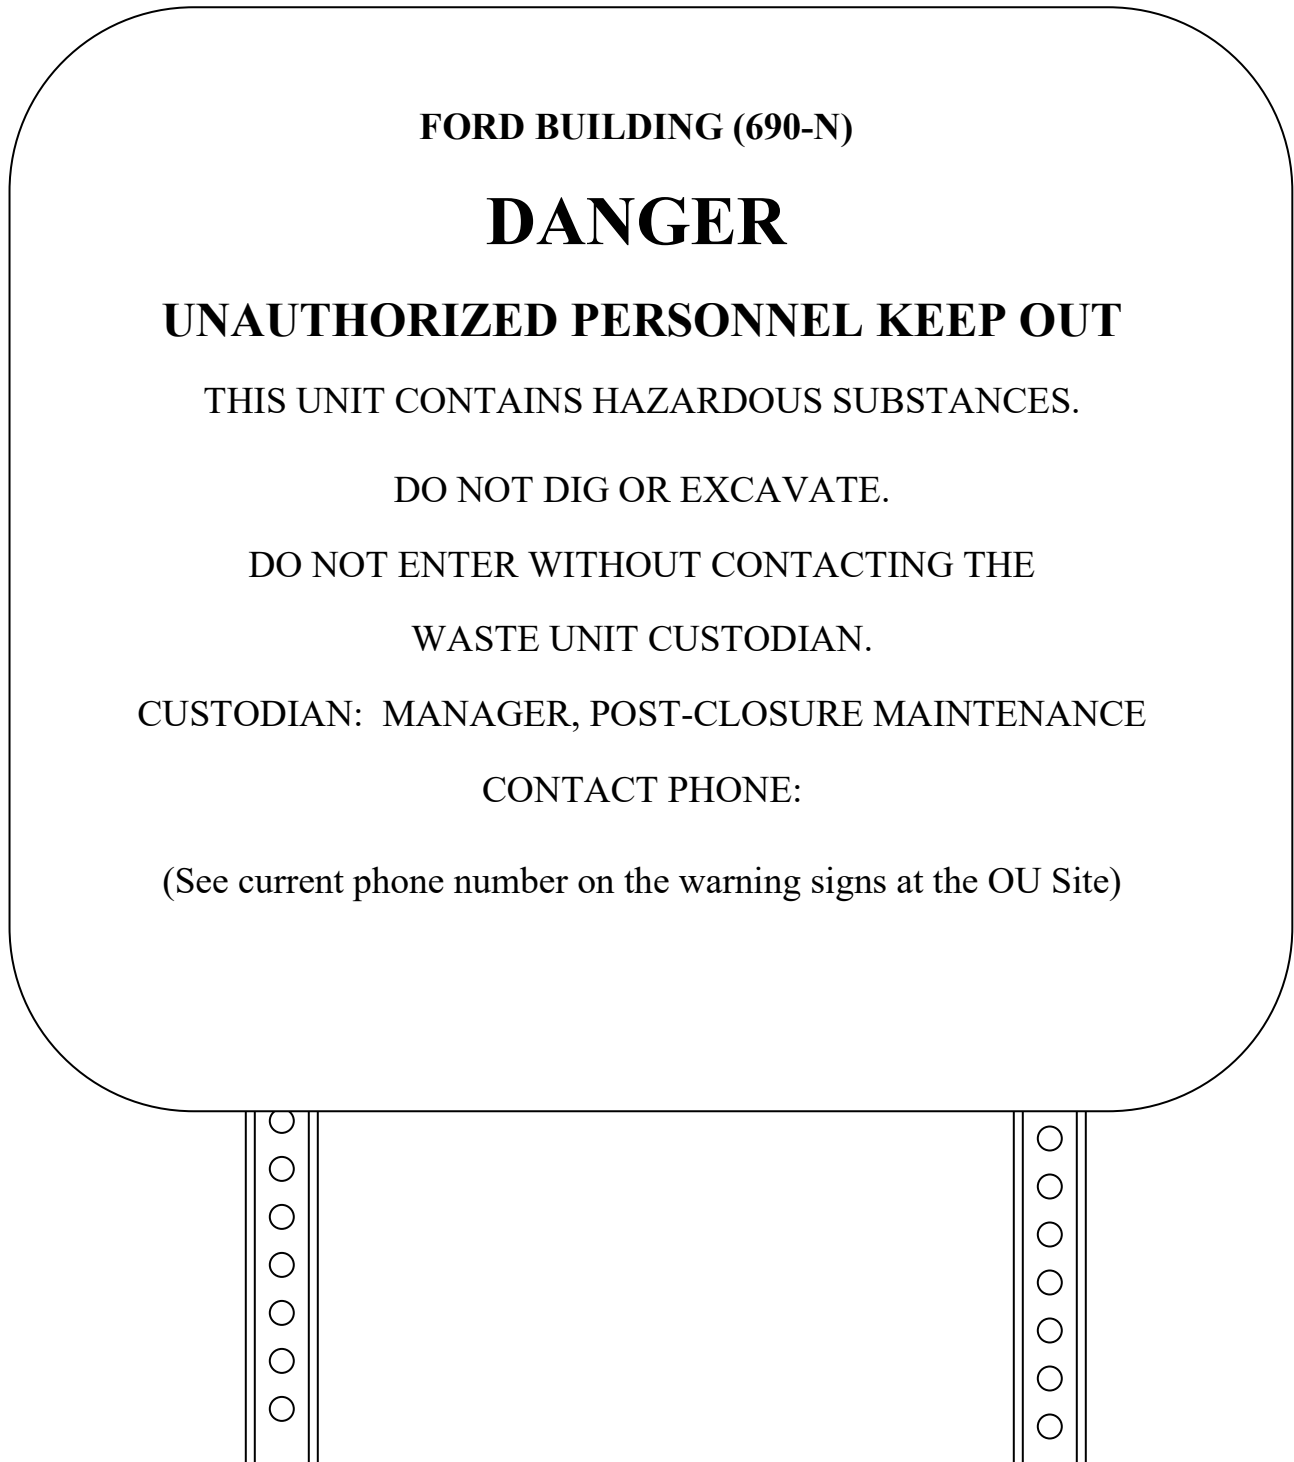 FORD BUILDING (690-N)
DANGER
UNAUTHORIZED PERSONNEL KEEP OUT
THIS UNIT CONTAINS HAZARDOUS SUBSTANCES.
DO NOT DIG OR EXCAVATE.
DO NOT ENTER WITHOUT CONTACTING THE
WASTE UNIT CUSTODIAN.
CUSTODIAN:  MANAGER, POST-CLOSURE MAINTENANCE
CONTACT PHONE:
(See current phone number on the warning signs at the OU Site)